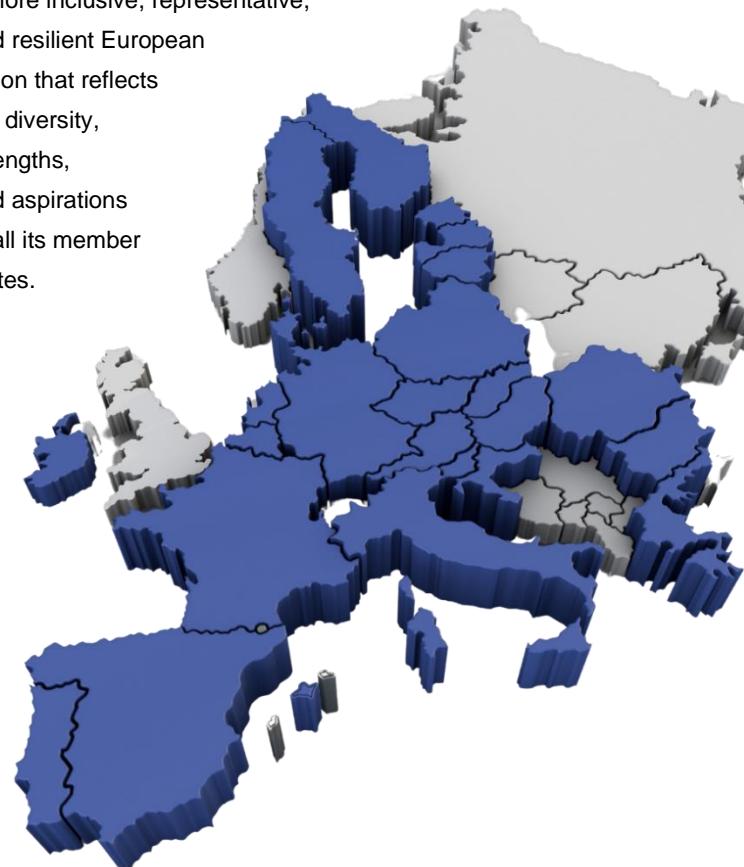 ore inclusive, representative,
d resilient European
on that reflects
diversity,
engths,
d aspirations
all its member
tes.